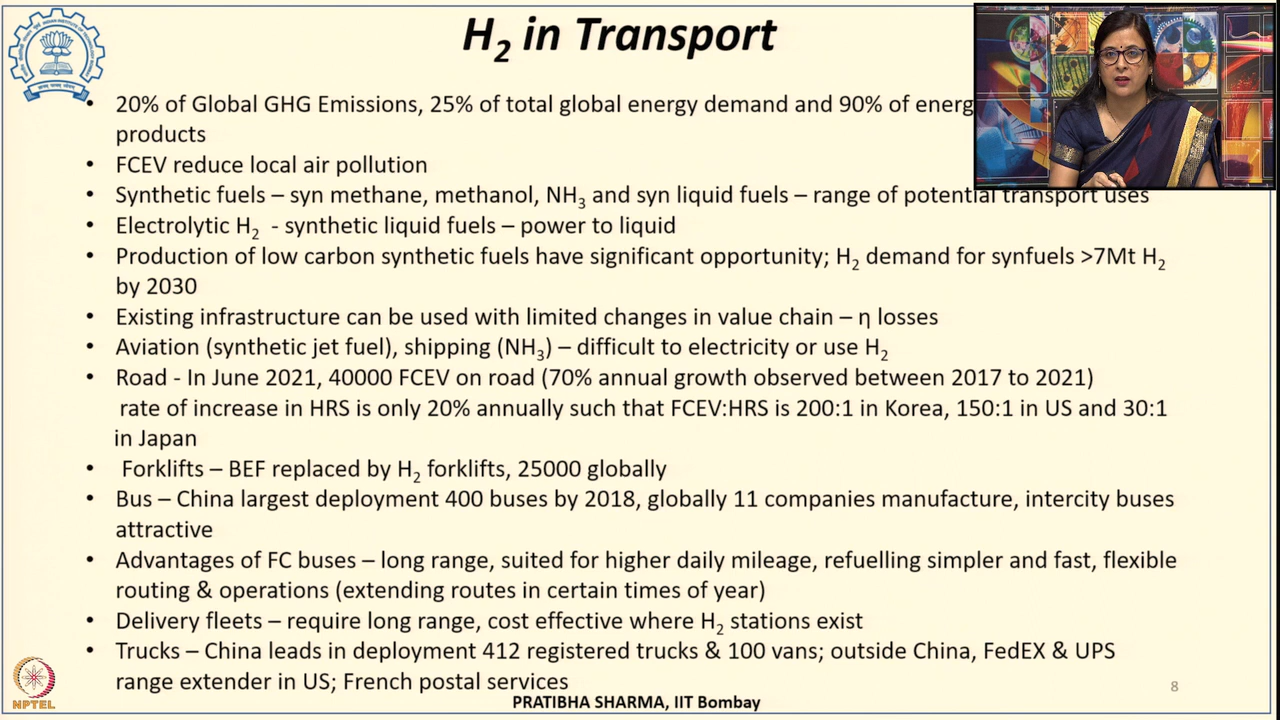 H₂ in Transport
• 20% of Global GHG Emissions, 25% of total global energy demand and 90% of energ
products
• FCEV reduce local air pollution
• Synthetic fuels – syn methane, methanol, NH₃ and syn liquid fuels – range of potential transport uses
• Electrolytic H₂ - synthetic liquid fuels – power to liquid
• Production of low carbon synthetic fuels have significant opportunity; H₂ demand for synfuels >7Mt H₂
by 2030
• Existing infrastructure can be used with limited changes in value chain – η losses
• Aviation (synthetic jet fuel), shipping (NH₃) – difficult to electricity or use H₂
• Road - In June 2021, 40000 FCEV on road (70% annual growth observed between 2017 to 2021)
rate of increase in HRS is only 20% annually such that FCEV:HRS is 200:1 in Korea, 150:1 in US and 30:1
in Japan
• Forklifts – BEF replaced by H₂ forklifts, 25000 globally
• Bus – China largest deployment 400 buses by 2018, globally 11 companies manufacture, intercity buses
attractive
• Advantages of FC buses – long range, suited for higher daily mileage, refuelling simpler and fast, flexible
routing & operations (extending routes in certain times of year)
• Delivery fleets – require long range, cost effective where H₂ stations exist
• Trucks – China leads in deployment 412 registered trucks & 100 vans; outside China, FedEX & UPS
range extender in US; French postal services
8
PRATIBHA SHARMA, IIT Bombay
NPTEL